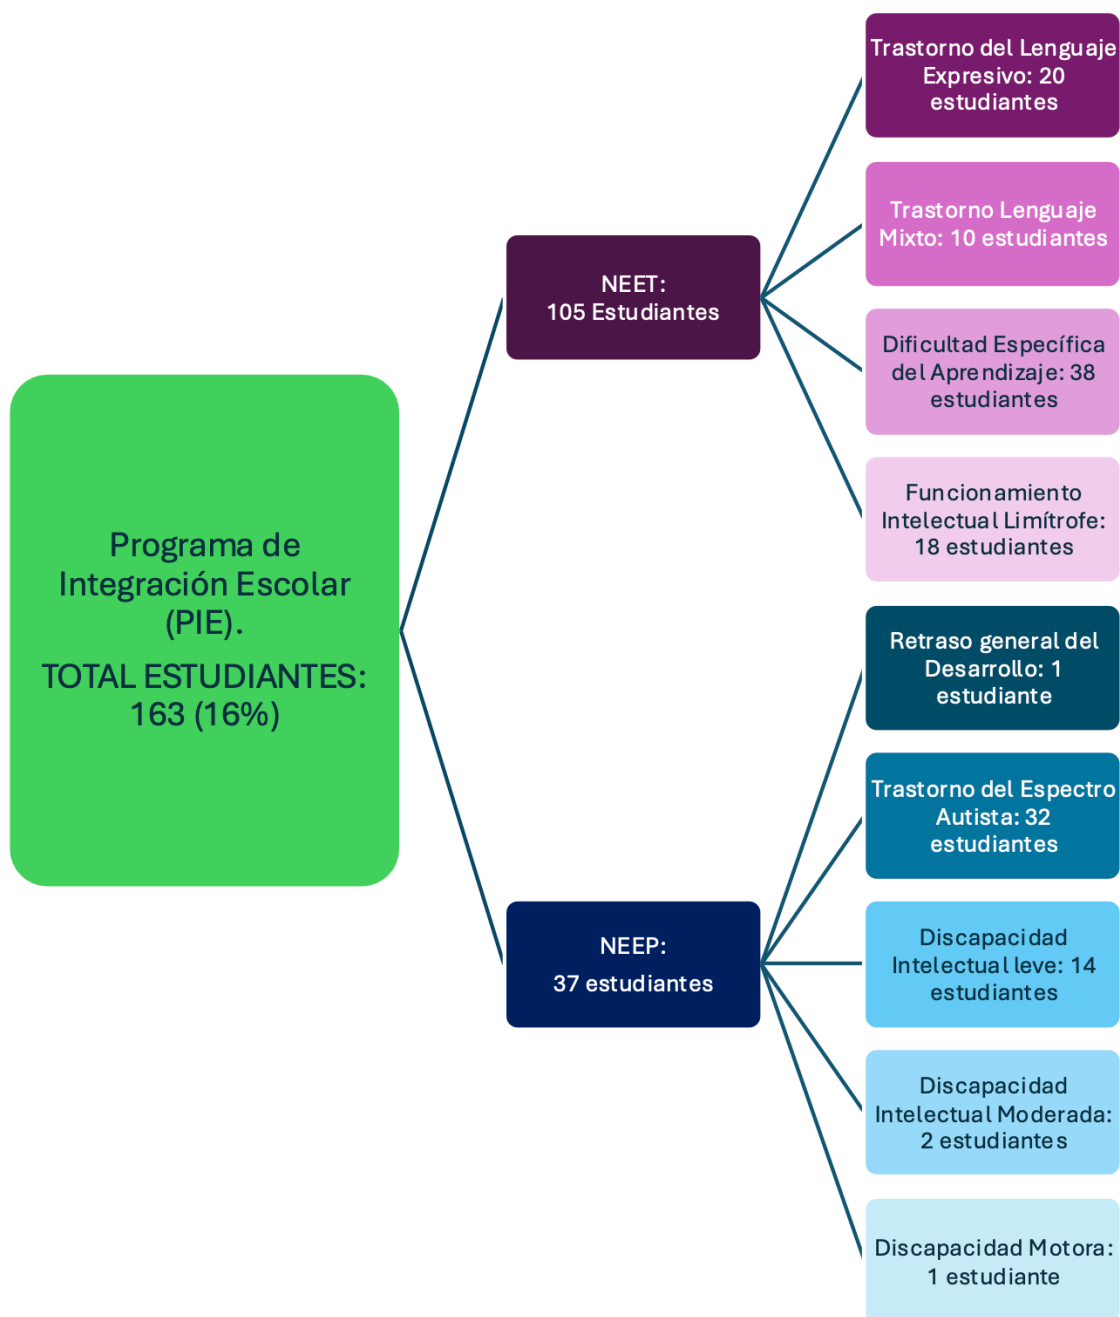 Programa de
Integración Escolar
(PIE).
TOTAL ESTUDIANTES:
163 (16%)
NEET:
105 Estudiantes
Trastorno del Lenguaje
Expresivo: 20
estudiantes
Trastorno Lenguaje
Mixto: 10 estudiantes
Dificultad Específica
del Aprendizaje: 38
estudiantes
Funcionamiento
Intelectual Limítrofe:
18 estudiantes
NEEP:
37 estudiantes
Retraso general del
Desarrollo: 1
estudiante
Trastorno del Espectro
Autista: 32
estudiantes
Discapacidad
Intelectual leve: 14
estudiantes
Discapacidad
Intelectual Moderada:
2 estudiantes
Discapacidad Motora:
1 estudiante